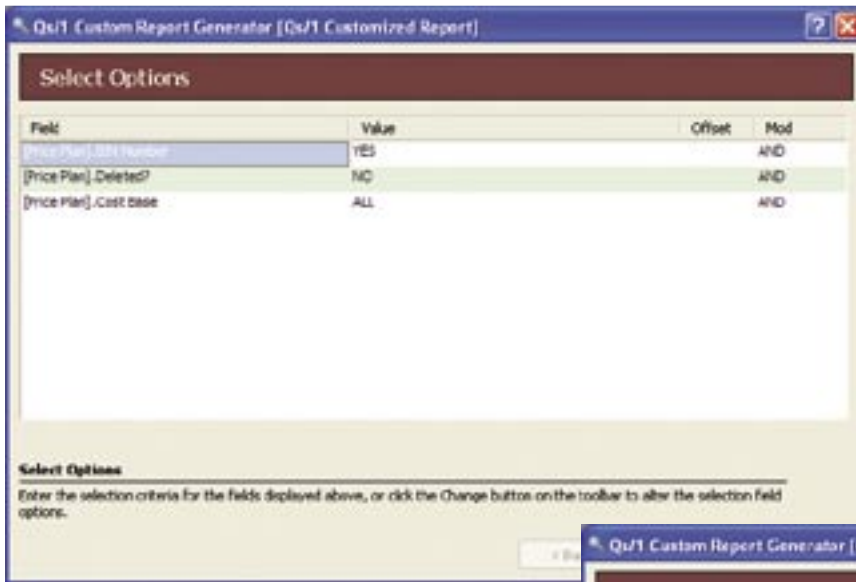 Qs/1 Custom Report Generator [Qs/1 Customized Report]
Select Options
Field Value Offset Mod
[Price Plan].BIN Number YES AND
[Price Plan].Deleted? NO AND
[Price Plan].Cost Base ALL AND
Select Options
Enter the selection criteria for the fields displayed above, or click the Change button on the toolbar to alter the selection field
options.
Qs/1 Custom Report Generator [